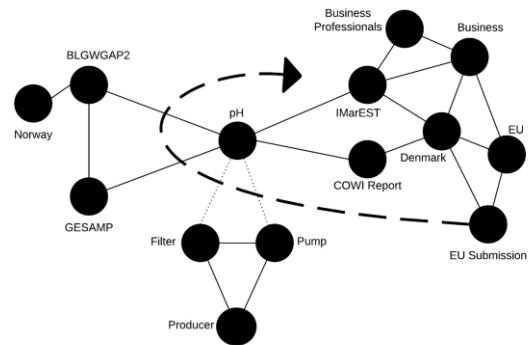 Business
Professionals
Business
BLGWGAP2
IMarEST
pH
EU
Norway
Denmark
COWI Report
GESAMP
Filter
Pump
EU Submission
Producer